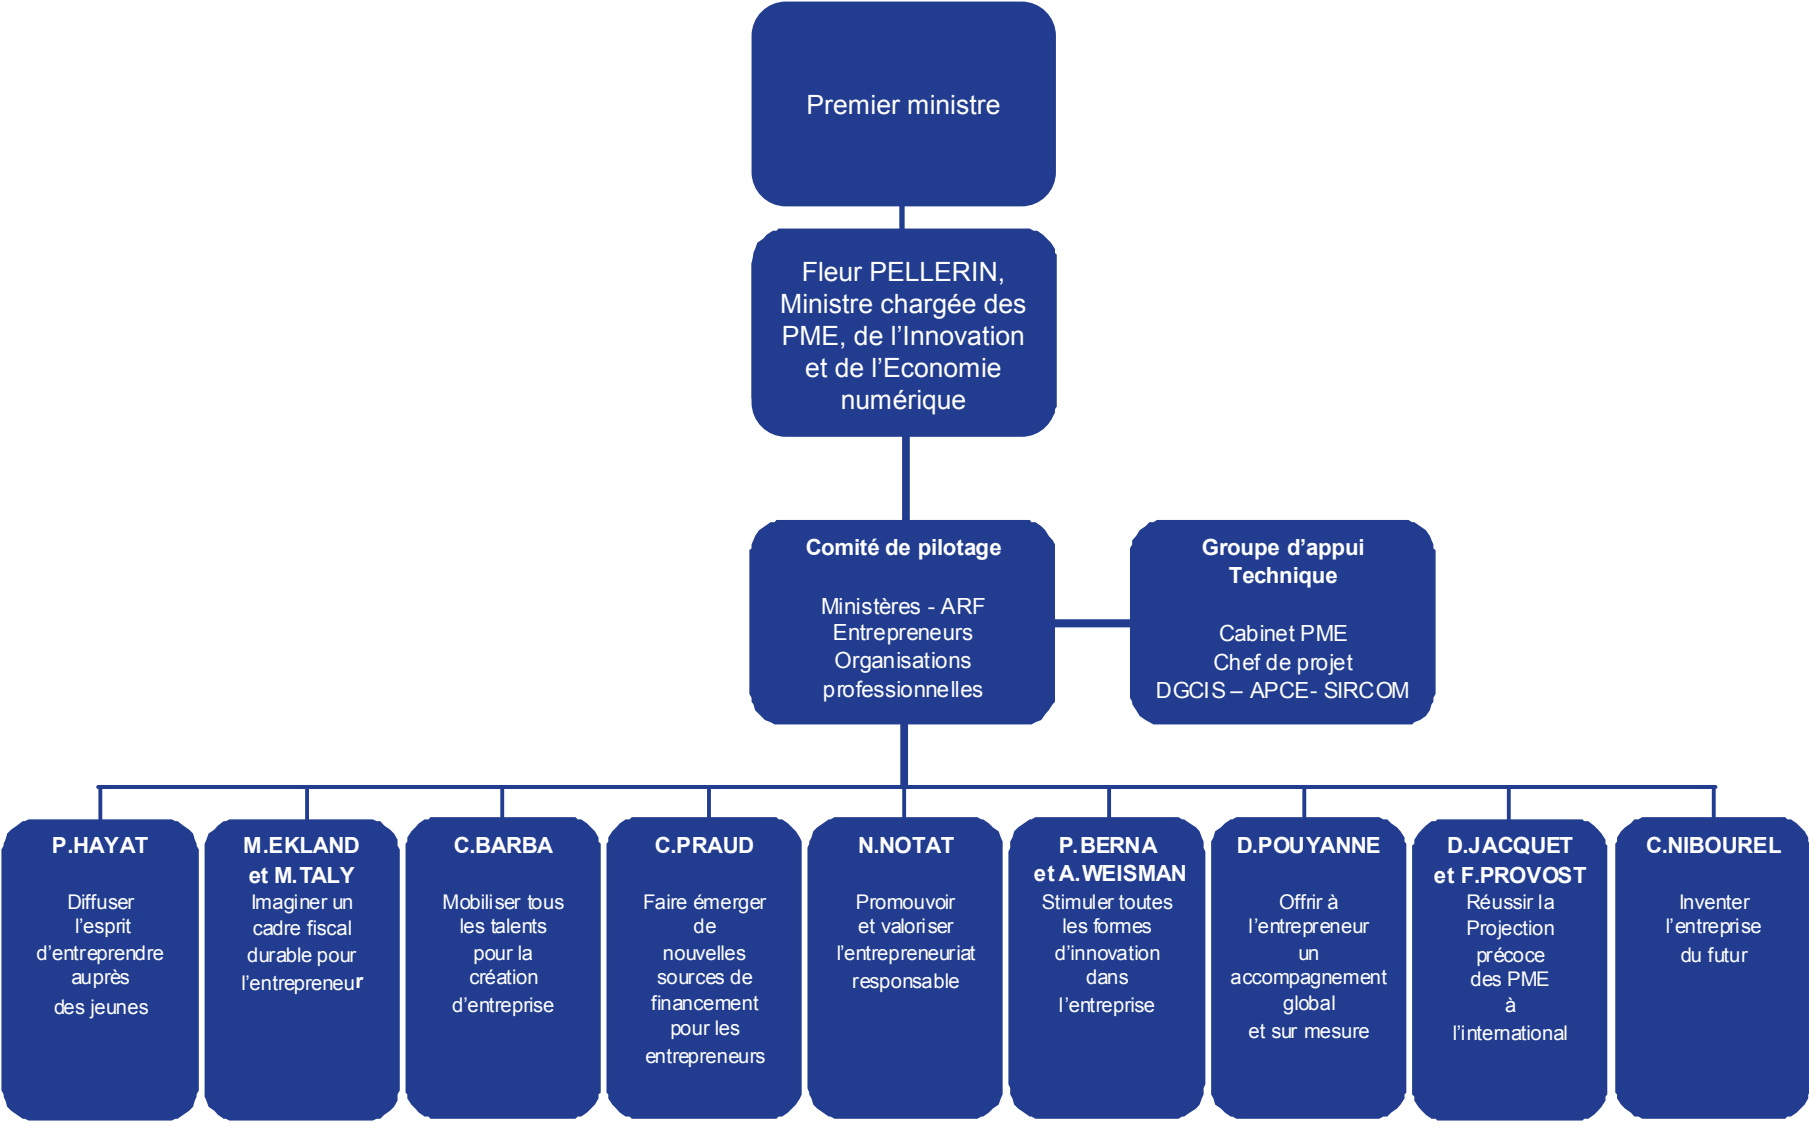 Premier ministre
Fleur PELLERIN,
Ministre chargée des
PME, de l’Innovation
et de l’Economie
numérique
Comité de pilotage
Ministères - ARF
Entrepreneurs
Organisations
professionnelles
Groupe d’appui
Technique
Cabinet PME
Chef de projet
DGCIS – APCE- SIRCOM
P.HAYAT
Diffuser
l’esprit
d’entreprendre
auprès
des jeunes
M.EKLAND
et M.TALY
Imaginer un
cadre fiscal
durable pour
l’entrepreneur
C.BARBA
Mobiliser tous
les talents
pour la
création
d’entreprise
C.PRAUD
Faire émerger
de
nouvelles
sources de
financement
pour les
entrepreneurs
N.NOTAT
Promouvoir
et valoriser
l’entrepreneuriat
responsable
P.BERNA
et A.WEISMAN
Stimuler toutes
les formes
d’innovation
dans
l’entreprise
D.POUYANNE
Offrir à
l’entrepreneur
un
accompagnement
global
et sur mesure
D.JACQUET
et F.PROVOST
Réussir la
Projection
précoce
des PME
à
l’international
C.NIBOUREL
Inventer
l’entreprise
du futur